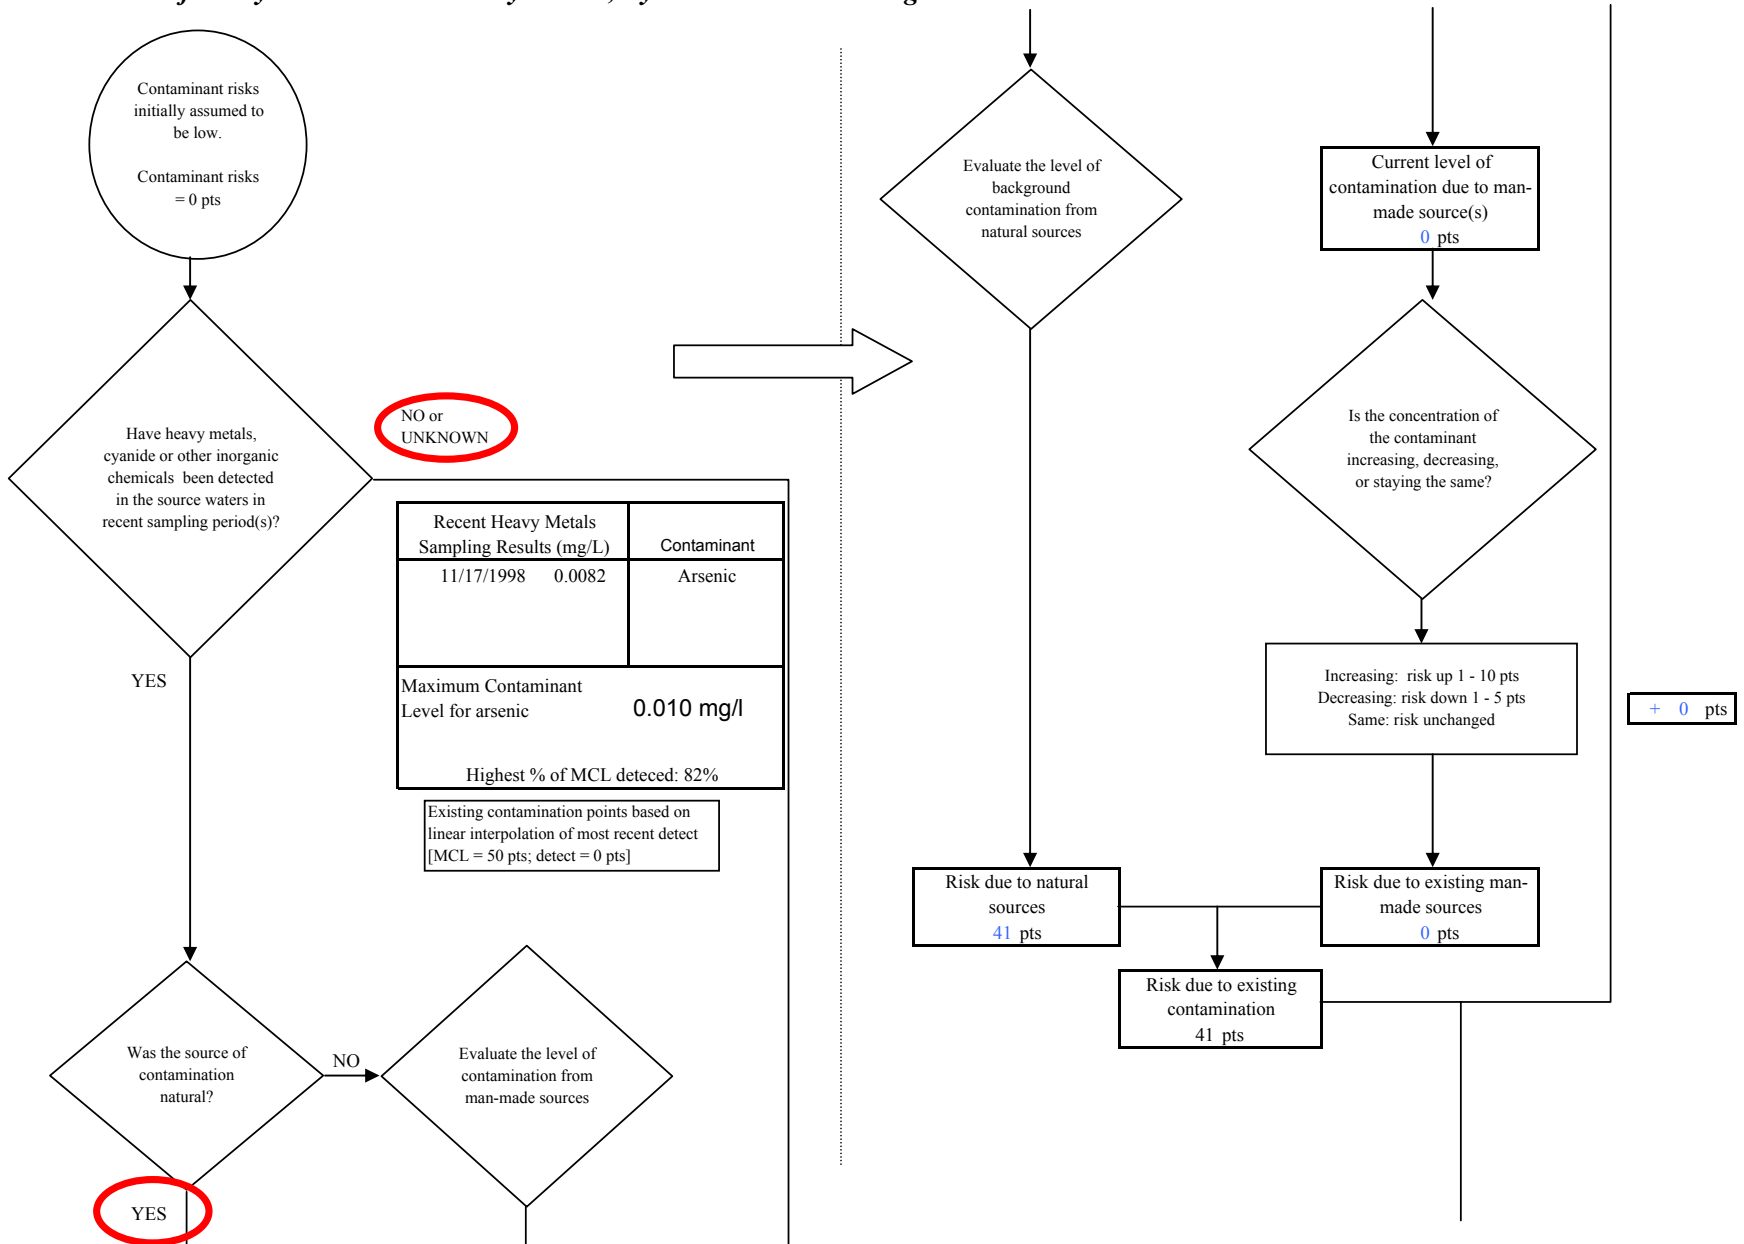 Contaminant risks
initially assumed to
be low.
Contaminant risks
= 0 pts
Have heavy metals,
cyanide or other inorganic
chemicals been detected
in the source waters in
recent sampling period(s)?
NO or
UNKNOWN
Recent Heavy Metals
Sampling Results (mg/L)
Contaminant
11/17/1998 0.0082
Arsenic
Maximum Contaminant
Level for arsenic
0.010 mg/l
Highest % of MCL deteced: 82%
Existing contamination points based on
linear interpolation of most recent detect
[MCL = 50 pts; detect = 0 pts]
YES
Was the source of
contamination
natural?
NO
Evaluate the level of
contamination from
man-made sources
YES
Evaluate the level of
background
contamination from
natural sources
Current level of
contamination due to man-
made source(s)
0 pts
Is the concentration of
the contaminant
increasing, decreasing,
or staying the same?
Increasing: risk up 1 - 10 pts
Decreasing: risk down 1 - 5 pts
Same: risk unchanged
+ 0 pts
Risk due to natural
sources
41 pts
Risk due to existing man-
made sources
0 pts
Risk due to existing
contamination
41 pts